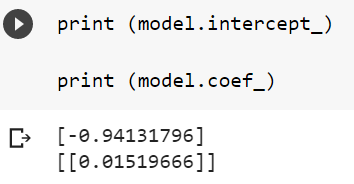 print (model.intercept_)
print (model.coef_)
[-0.94131796]
[[0.01519666]]